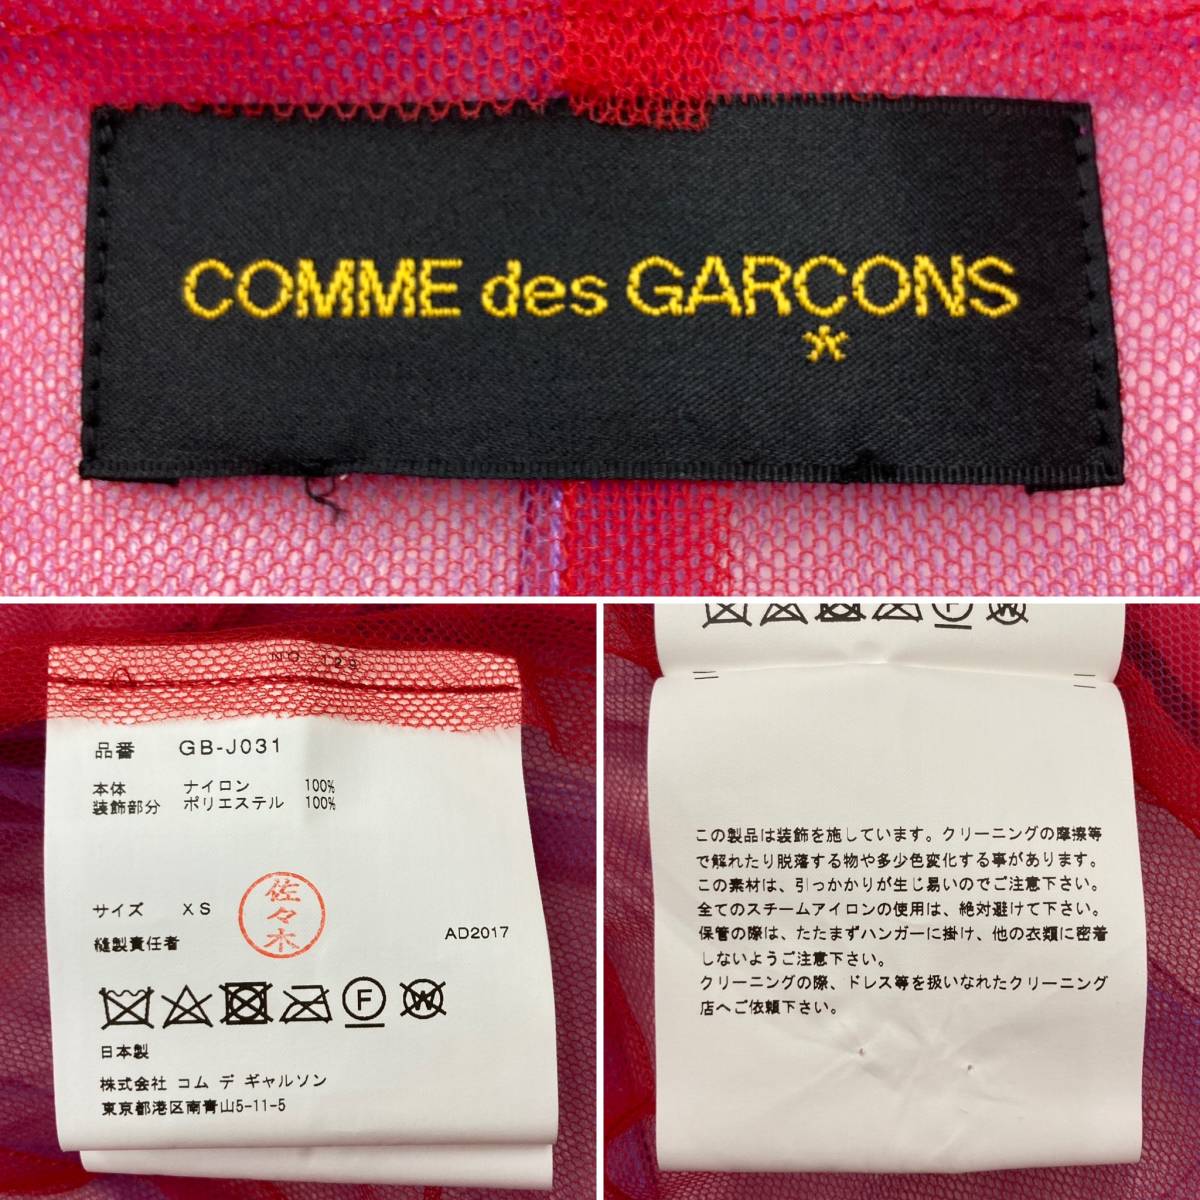 COMME des GARÇONS
*
NO 129
品番 GB-J031
本体 ナイロン 100%
装飾部分 ポリエステル 100%
サイズ XS
佐々木
縫製責任者
AD2017
F W
日本製
株式会社 コム デ ギャルソン
東京都港区南青山5-11-5
F W
この製品は装飾を施しています。クリーニングの摩擦等
で解れたり脱落する物や多少色変化する事があります。
この素材は、引っかかりが生じ易いのでご注意下さい。
全てのスチームアイロンの使用は、絶対避けて下さい。
保管の際は、たたまずハンガーに掛け、他の衣類に密着
しないようご注意下さい。
クリーニングの際、ドレス等を扱いなれたクリーニング
店へご依頼下さい。